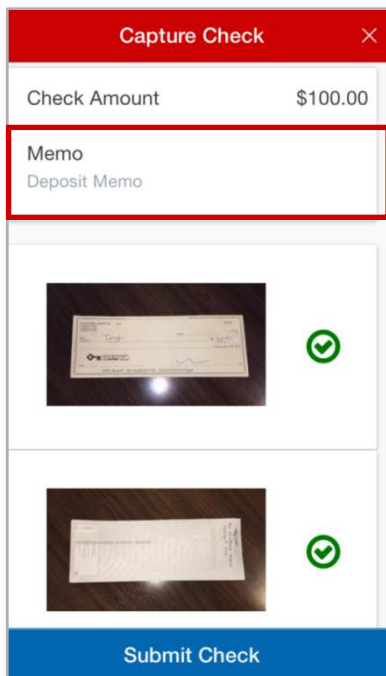 Capture Check
Check Amount $100.00
Memo
Deposit Memo
Test
Submit Check